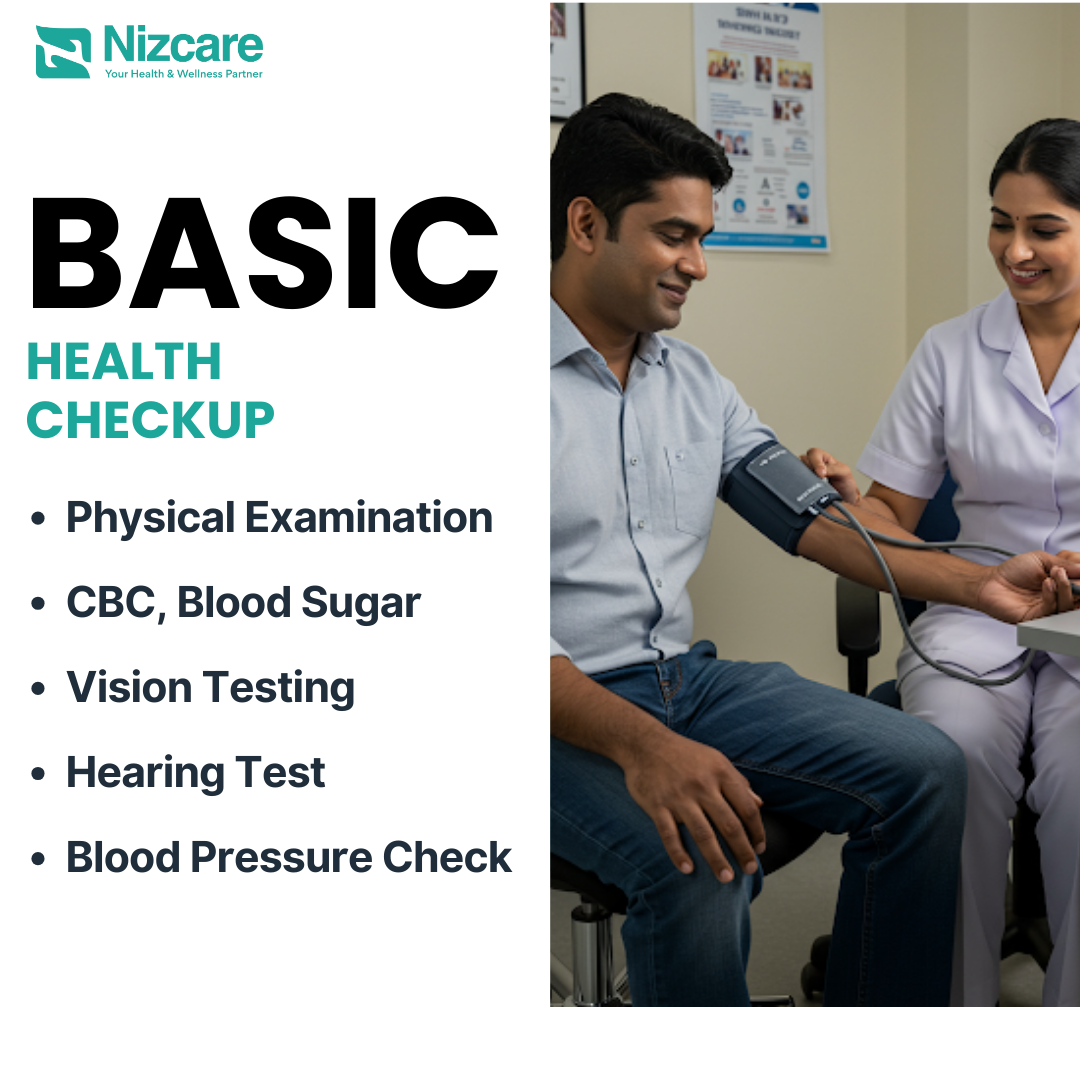 Nizcare
Your Health & Wellness Partner
BASIC
HEALTH
CHECKUP
• Physical Examination
• CBC, Blood Sugar
• Vision Testing
• Hearing Test
• Blood Pressure Check